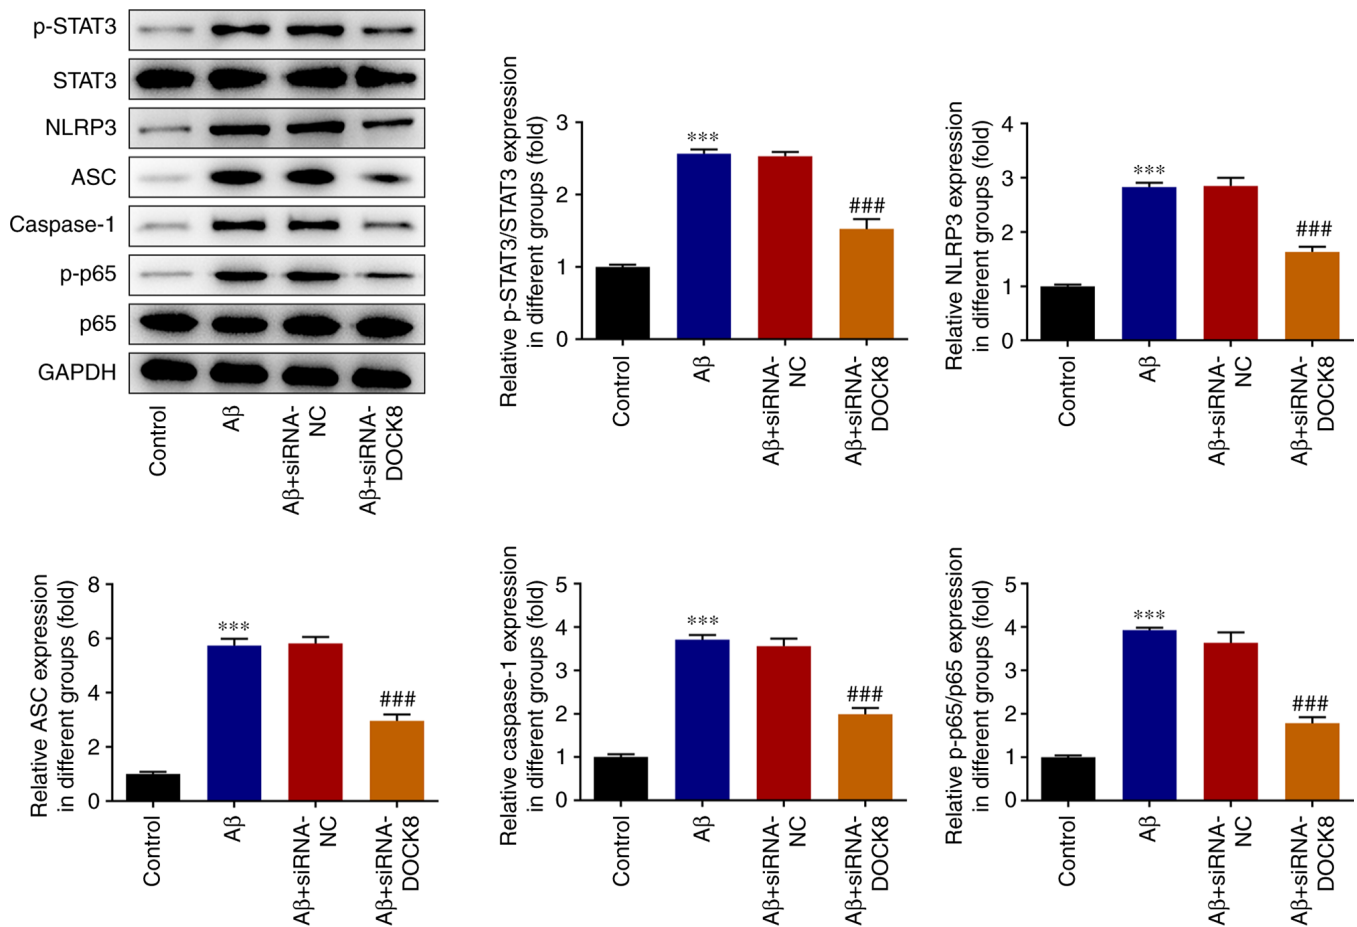 p-STAT3
STAT3
NLRP3
ASC
Caspase-1
p-p65
p65
GAPDH
Control
Aβ
Aβ+siRNA-
NC
Aβ+siRNA-
DOCK8
Relative p-STAT3/STAT3 expression
in different groups (fold)
3
2
1
0
***
###
Control
Aβ
Aβ+siRNA-
NC
Aβ+siRNA-
DOCK8
Relative NLRP3 expression
in different groups (fold)
4
3
2
1
0
***
###
Control
Aβ
Aβ+siRNA-
NC
Aβ+siRNA-
DOCK8
Relative ASC expression
in different groups (fold)
8
6
4
2
0
***
###
Control
Aβ
Aβ+siRNA-
NC
Aβ+siRNA-
DOCK8
Relative caspase-1 expression
in different groups (fold)
5
4
3
2
1
0
***
###
Control
Aβ
Aβ+siRNA-
NC
Aβ+siRNA-
DOCK8
Relative p-p65/p65 expression
in different groups (fold)
5
4
3
2
1
0
***
###
Control
Aβ
Aβ+siRNA-
NC
Aβ+siRNA-
DOCK8